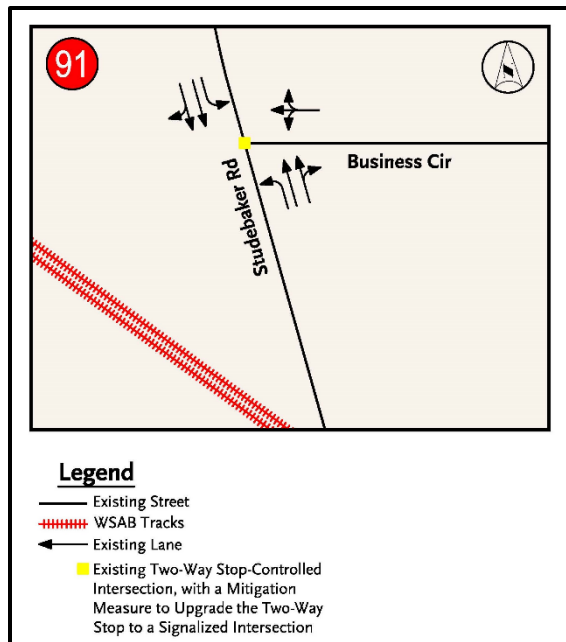 91
Business Cir
Studebaker Rd
Legend
Existing Street
WSAB Tracks
Existing Lane
Existing Two-Way Stop-Controlled
Intersection, with a Mitigation
Measure to Upgrade the Two-Way
Stop to a Signalized Intersection